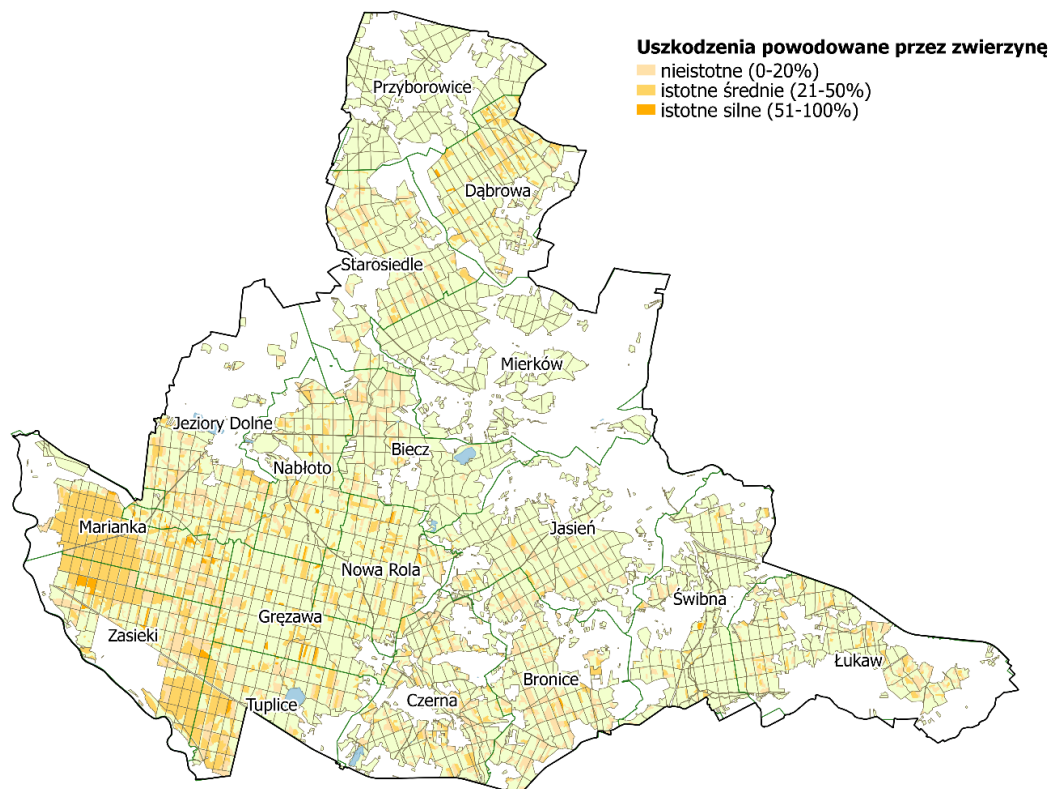 Uszkodzenia powodowane przez zwierzynę
nieistotne (0-20%)
istotne średnie (21-50%)
istotne silne (51-100%)
Przyborowice
Dąbrowa
Starosiedle
Mierków
Jeziory Dolne
Biecz
Nabłoto
Marianka
Jasień
Nowa Rola
Świbna
Gręzawa
Zasieki
Łukaw
Bronice
Czerna
Tuplice